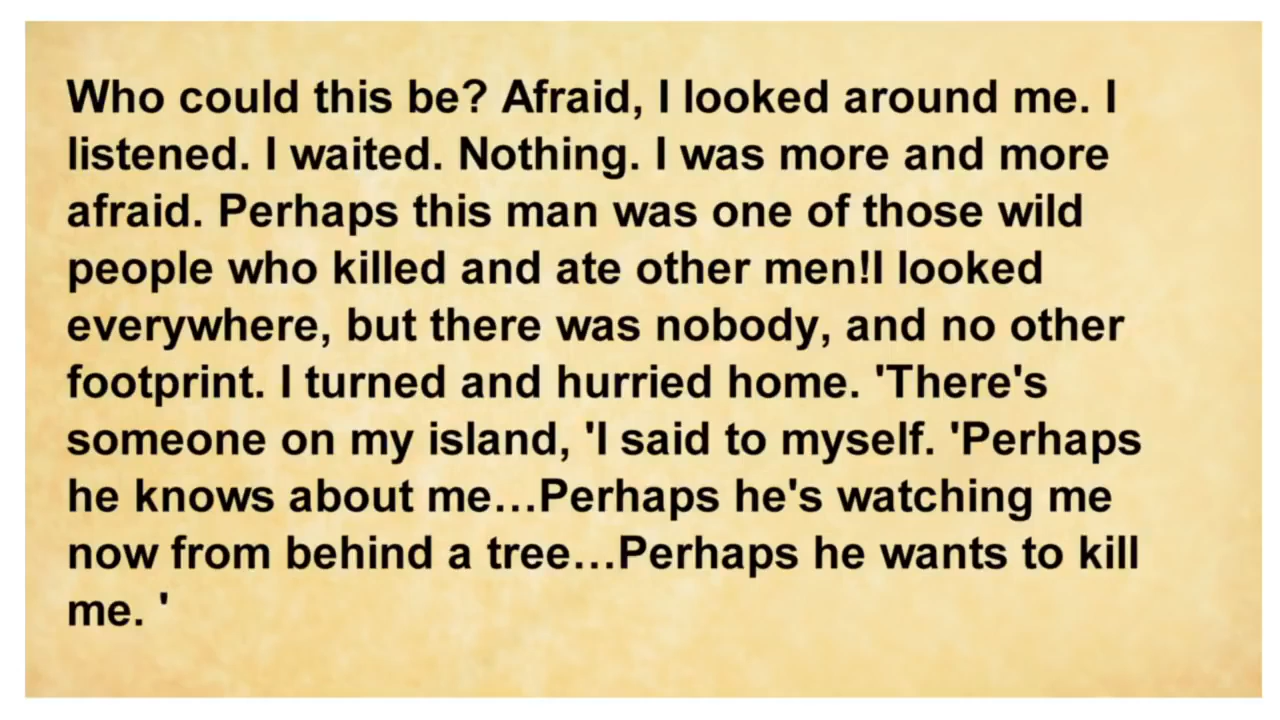 Who could this be? Afraid, I looked around me. I
listened. I waited. Nothing. I was more and more
afraid. Perhaps this man was one of those wild
people who killed and ate other men!I looked
everywhere, but there was nobody, and no other
footprint. I turned and hurried home. 'There's
someone on my island, 'I said to myself. 'Perhaps
he knows about me…Perhaps he's watching me
now from behind a tree…Perhaps he wants to kill
me. '